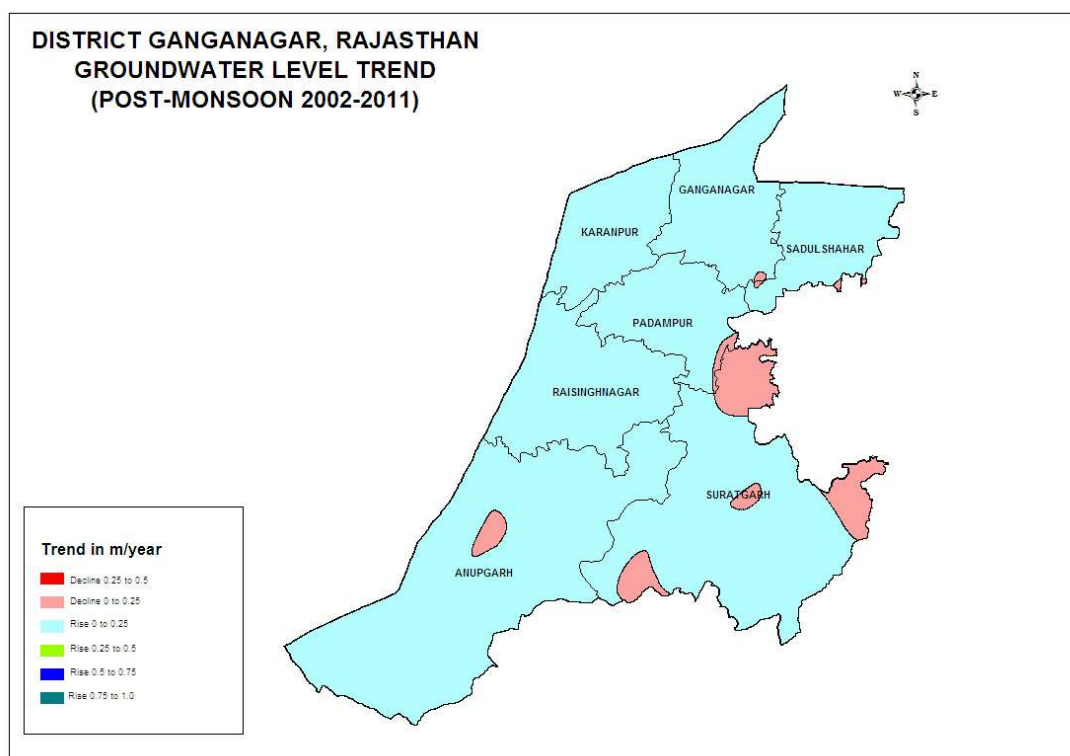 DISTRICT GANGANAGAR, RAJASTHAN
GROUNDWATER LEVEL TREND
(POST-MONSOON 2002-2011)
N
W E
S
GANGANAGAR
KARANPUR
SADULSHAHAR
PADAMPUR
RAISINGHNAGAR
SURATGARH
ANUPGARH
Trend in m/year
Decline 0.25 to 0.5
Decline 0 to 0.25
Rise 0 to 0.25
Rise 0.25 to 0.5
Rise 0.5 to 0.75
Rise 0.75 to 1.0